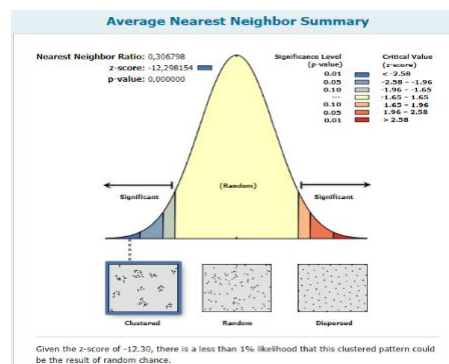 Average Nearest Neighbor Summary
Nearest Neighbor Ratio: 0,306798
z-score: -12,298154
p-value: 0,000000
Significance Level (p-value) Critical Value (z-score)
0.01 < -2.58
0.05 -2.58 - -1.96
0.10 -1.96 - -1.65
--- -1.65 - 1.65
0.10 1.65 - 1.96
0.05 1.96 - 2.58
0.01 > 2.58
Significant (Random) Significant
Clustered Random Dispersed
Given the z-score of -12.30, there is a less than 1% likelihood that this clustered pattern could
be the result of random chance.